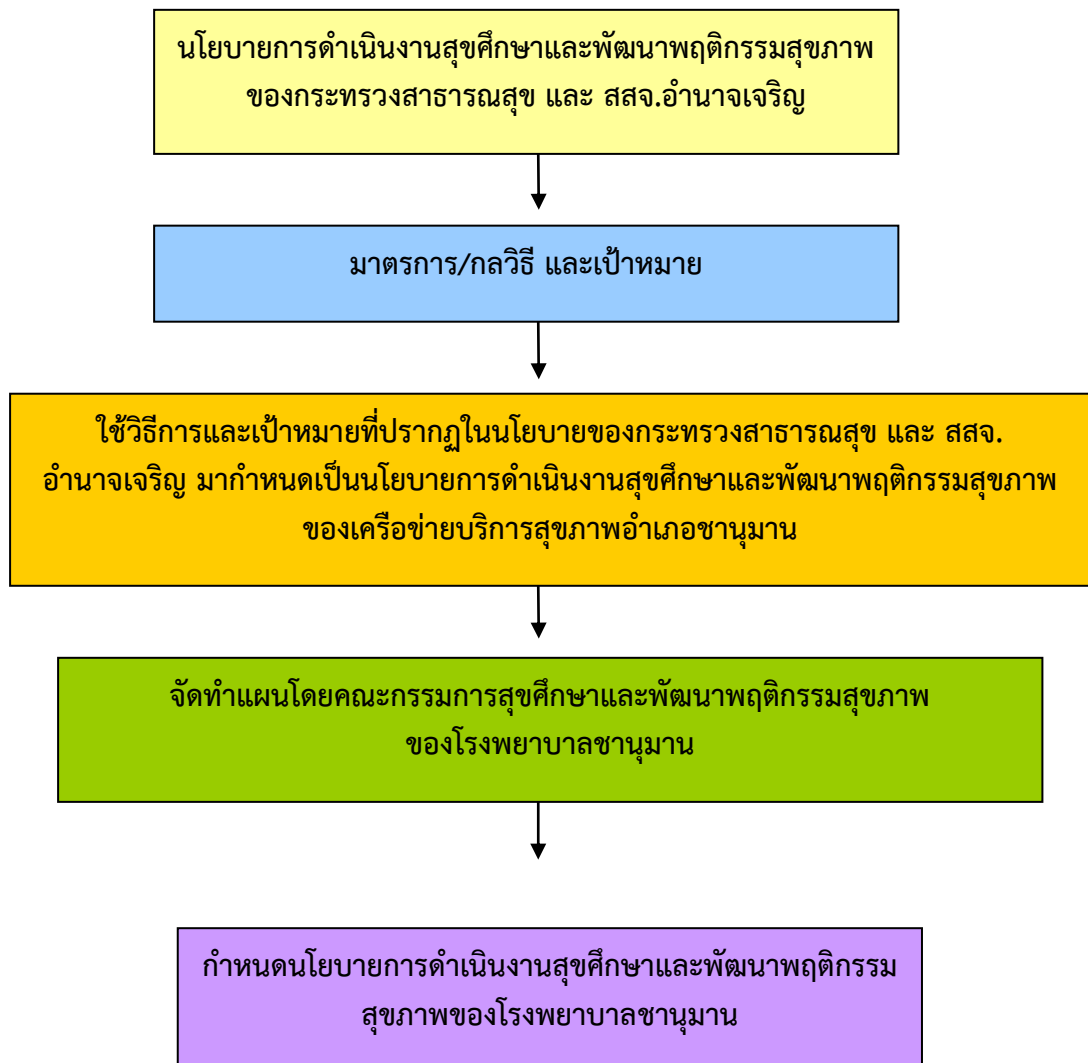 นโยบายการดำเนินงานสุขศึกษาและพัฒนาพฤติกรรมสุขภาพ
ของกระทรวงสาธารณสุข และ สสจ.อำนาจเจริญ
มาตรการ/กลวิธี และเป้าหมาย
ใช้วิธีการและเป้าหมายที่ปรากฏในนโยบายของกระทรวงสาธารณสุข และ สสจ.
อำนาจเจริญ มากำหนดเป็นนโยบายการดำเนินงานสุขศึกษาและพัฒนาพฤติกรรมสุขภาพ
ของเครือข่ายบริการสุขภาพอำเภอชานุมาน
จัดทำแผนโดยคณะกรรมการสุขศึกษาและพัฒนาพฤติกรรมสุขภาพ
ของโรงพยาบาลชานุมาน
กำหนดนโยบายการดำเนินงานสุขศึกษาและพัฒนาพฤติกรรม
สุขภาพของโรงพยาบาลชานุมาน